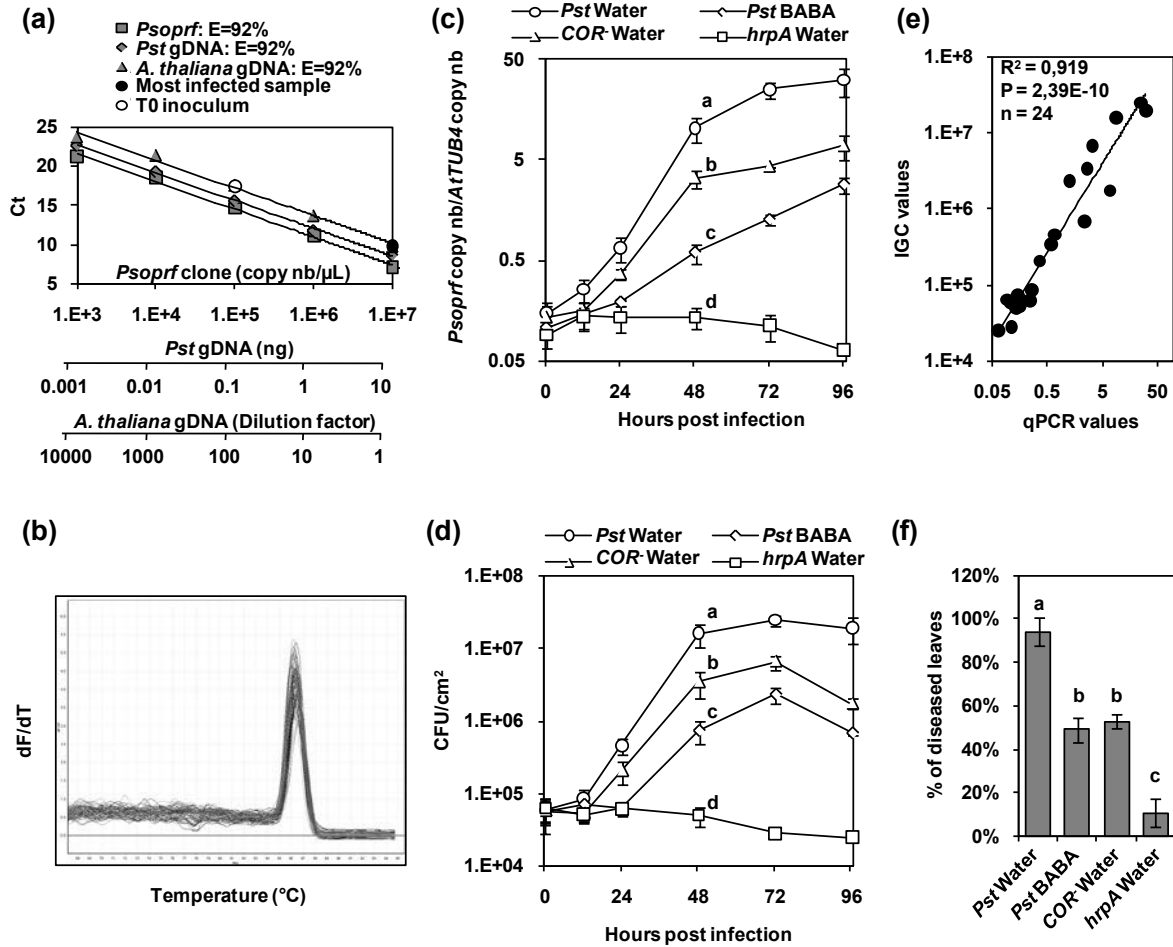 (a)
Psoprf: E=92%
Pst gDNA: E=92%
A. thaliana gDNA: E=92%
Most infected sample
T0 inoculum
25
20
15
10
5
Ct
Psoprf clone (copy nb/µL)
1.E+3 1.E+4 1.E+5 1.E+6 1.E+7
Pst gDNA (ng)
0.001 0.01 0.1 1 10
A. thaliana gDNA (Dilution factor)
10000 1000 100 10 1
(b)
dF/dT
Temperature (°C)
(c)
Pst Water Pst BABA
COR- Water hrpA Water
Psoprf copy nb/AtTUB4 copy nb
50
5
0.5
0.05
a
b
c
d
0 24 48 72 96
Hours post infection
(d)
Pst Water Pst BABA
COR- Water hrpA Water
CFU/cm²
1.E+08
1.E+07
1.E+06
1.E+05
1.E+04
a
b
c
d
0 24 48 72 96
Hours post infection
(e)
IGC values
1.E+8
1.E+7
1.E+6
1.E+5
1.E+4
R² = 0,919
P = 2,39E-10
n = 24
0.05 0.5 5 50
qPCR values
(f)
% of diseased leaves
120%
100%
80%
60%
40%
20%
0%
a
b
b
c
Pst Water
Pst BABA
COR- Water
hrpA Water